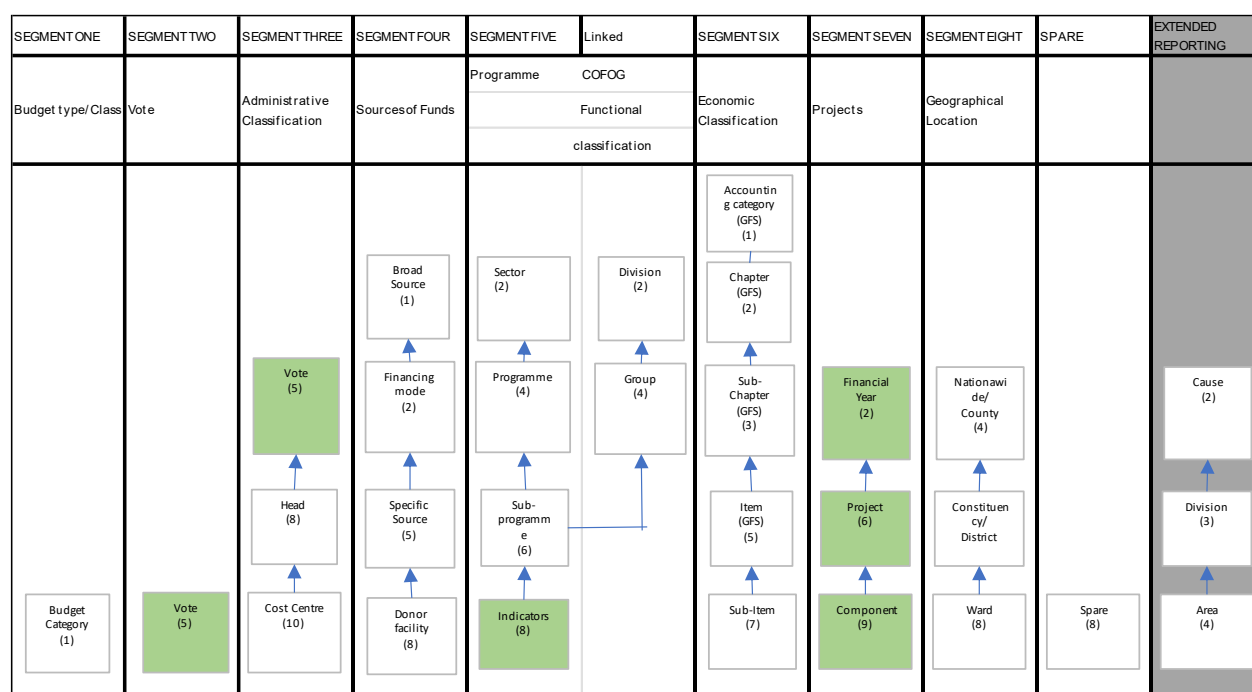 SEGMENT ONE
SEGMENT TWO
SEGMENT THREE
SEGMENT FOUR
SEGMENT FIVE
Linked
SEGMENT SIX
SEGMENT SEVEN
SEGMENT EIGHT
SPARE
EXTENDED
REPORTING
Budget type/ Class
Vote
Administrative
Classification
Sources of Funds
Programme
COFOG
Functional
classification
Economic
Classification
Projects
Geographical
Location
Budget
Category
(1)
Vote
(5)
Vote
(5)
Head
(8)
Cost Centre
(10)
Broad
Source
(1)
Financing
mode
(2)
Specific
Source
(5)
Donor
facility
(8)
Sector
(2)
Programme
(4)
Sub-
programm
e
(6)
Indicators
(8)
Division
(2)
Group
(4)
Accountin
g category
(GFS)
(1)
Chapter
(GFS)
(2)
Sub-
Chapter
(GFS)
(3)
Item
(GFS)
(5)
Sub-Item
(7)
Financial
Year
(2)
Project
(6)
Component
(9)
Nationawi
de/
County
(4)
Constituen
cy/
District
Ward
(8)
Spare
(8)
Cause
(2)
Division
(3)
Area
(4)